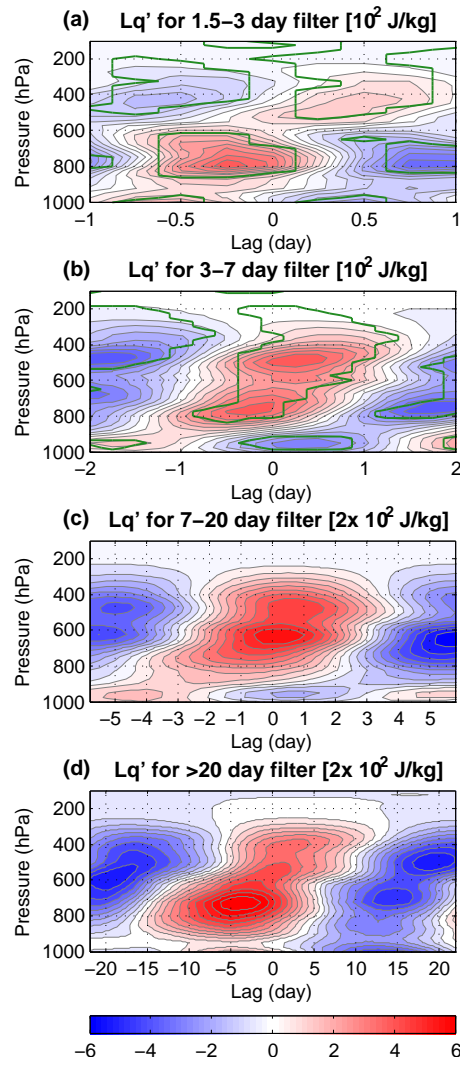 (a) Lq' for 1.5−3 day filter [10² J/kg]
Pressure (hPa)
200
400
600
800
1000
−1 −0.5 0 0.5 1
Lag (day)
(b) Lq' for 3−7 day filter [10² J/kg]
Pressure (hPa)
200
400
600
800
1000
−2 −1 0 1 2
Lag (day)
(c) Lq' for 7−20 day filter [2x 10² J/kg]
Pressure (hPa)
200
400
600
800
1000
−5 −4 −3 −2 −1 0 1 2 3 4 5
Lag (day)
(d) Lq' for >20 day filter [2x 10² J/kg]
Pressure (hPa)
200
400
600
800
1000
−20 −15 −10 −5 0 5 10 15 20
Lag (day)
−6 −4 −2 0 2 4 6